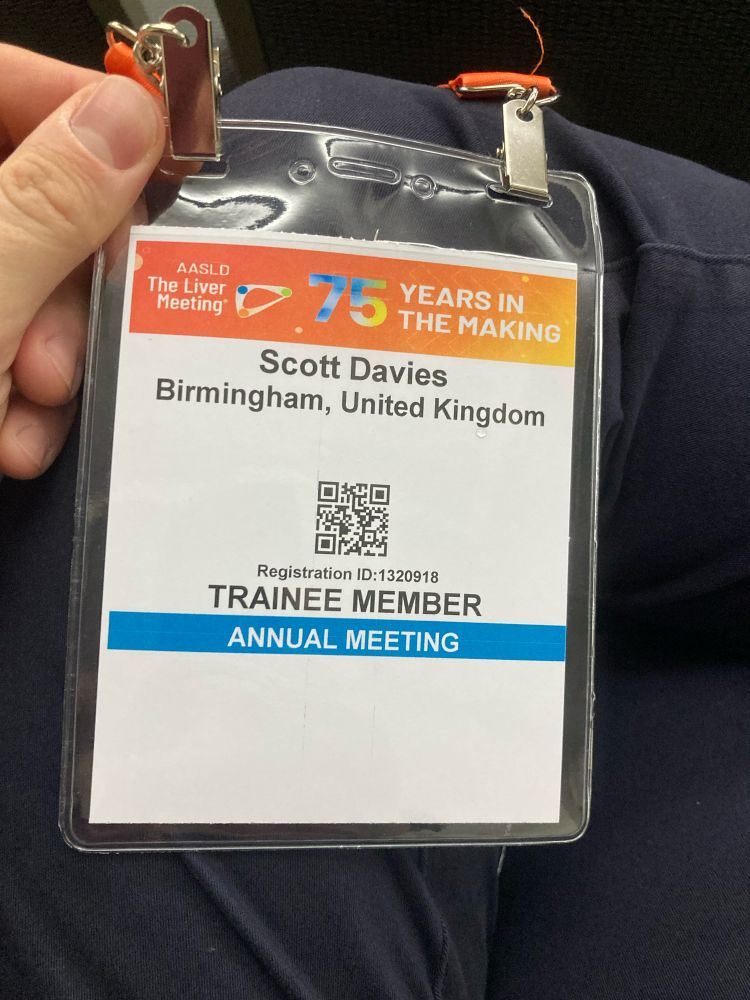 AASLD
The Liver
Meeting®
75 YEARS IN
THE MAKING
Scott Davies
Birmingham, United Kingdom
Registration ID:1320918
TRAINEE MEMBER
ANNUAL MEETING